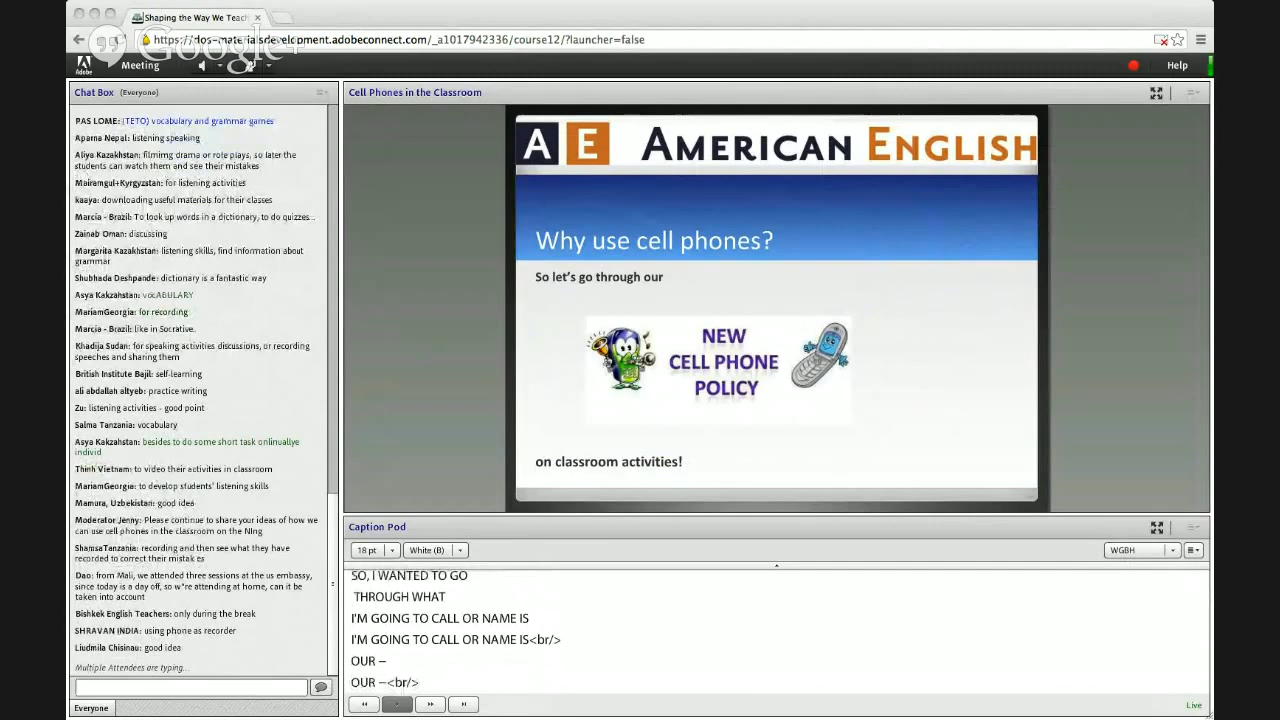 Shaping the Way We Teach
Google+
https://dos-materialsdevelopment.adobeconnect.com/_a1017942336/course12/?launcher=false
Adobe
Meeting
Help
Chat Box (Everyone)
PAS LOME: (TETO) vocabulary and grammar games
Aparna Nepal: listening speaking
Aliya Kazakhstan: filmimg drama or role plays, so later the
students can watch them and see their mistakes
Mairamgul+Kyrgyzstan: for listening activities
kaaya: downloading useful materials for their classes
Marcia - Brazil: To look up words in a dictionary, to do quizzes...
Zainab Oman: discussing
Margarita Kazakhstan: listening skills, find information about
grammar
Shubhada Deshpande: dictionary is a fantastic way
Asya Kakzahstan: vocABULARY
MariamGeorgia: for recording
Marcia - Brazil: like in Socrative.
Khadija Sudan: for speaking activities discussions, or recording
speeches and sharing them
British Institute Bajil: self-learning
ali abdallah altyeb: practice writing
Zu: listening activities - good point
Salma Tanzania: vocabulary
Asya Kakzahstan: besides to do some short task onlinuallye
individ
Thinh Vietnam: to video their activities in classroom
MariamGeorgia: to develop students' listening skills
Mamura, Uzbekistan: good idea
Moderator Jenny: Please continue to share your ideas of how we
can use cell phones in the classroom on the NIng
ShamsaTanzania: recording and then see what they have
recorded to correct their mistak es
Dao: from Mali, we attended three sessions at the us embassy,
since today is a day off, so w"re attending at home, can it be
taken into account
Bishkek English Teachers: only during the break
SHRAVAN INDIA: using phone as recorder
Liudmila Chisinau: good idea
Multiple Attendees are typing...
Everyone
Cell Phones in the Classroom
AE AMERICAN ENGLISH
Why use cell phones?
So let's go through our
NEW
CELL PHONE
POLICY
on classroom activities!
Caption Pod
18 pt
White (B)
WGBH
SO, I WANTED TO GO
THROUGH WHAT
I'M GOING TO CALL OR NAME IS
I'M GOING TO CALL OR NAME IS<br/>
OUR –
OUR –<br/>
Live